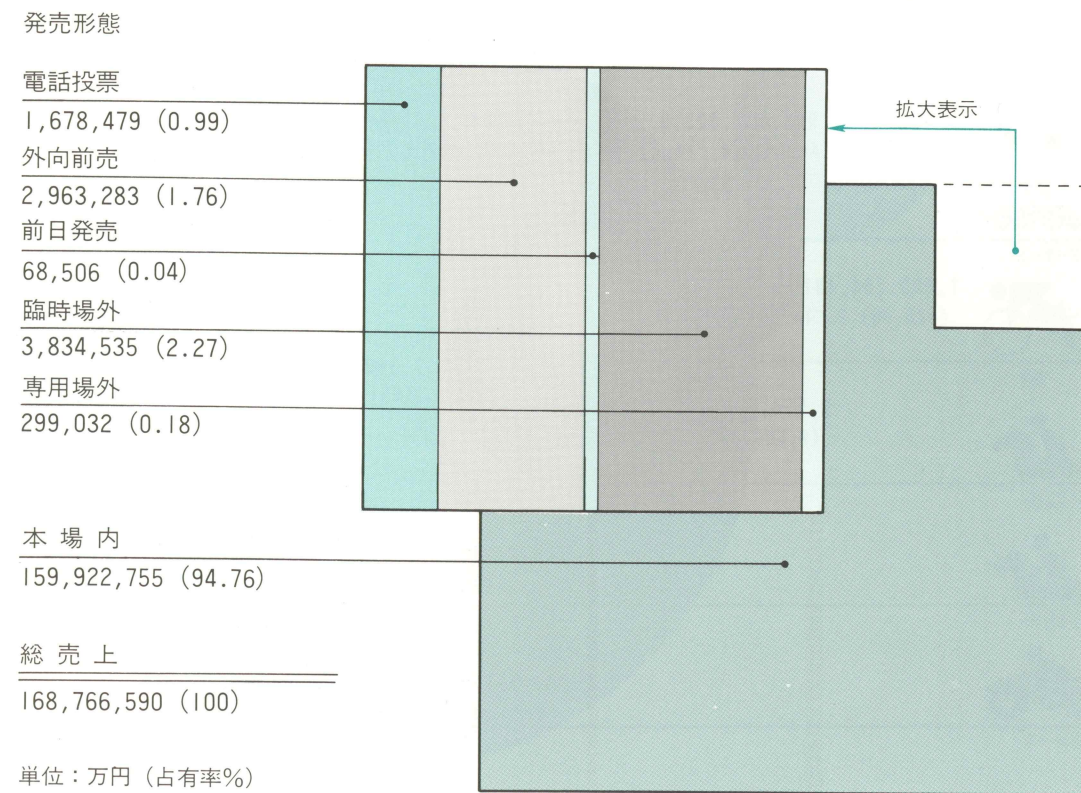 発売形態
電話投票
1,678,479 (0.99)
外向前売
2,963,283 (1.76)
前日発売
68,506 (0.04)
臨時場外
3,834,535 (2.27)
専用場外
299,032 (0.18)
拡大表示
本場内
159,922,755 (94.76)
総売上
168,766,590 (100)
単位：万円（占有率%）